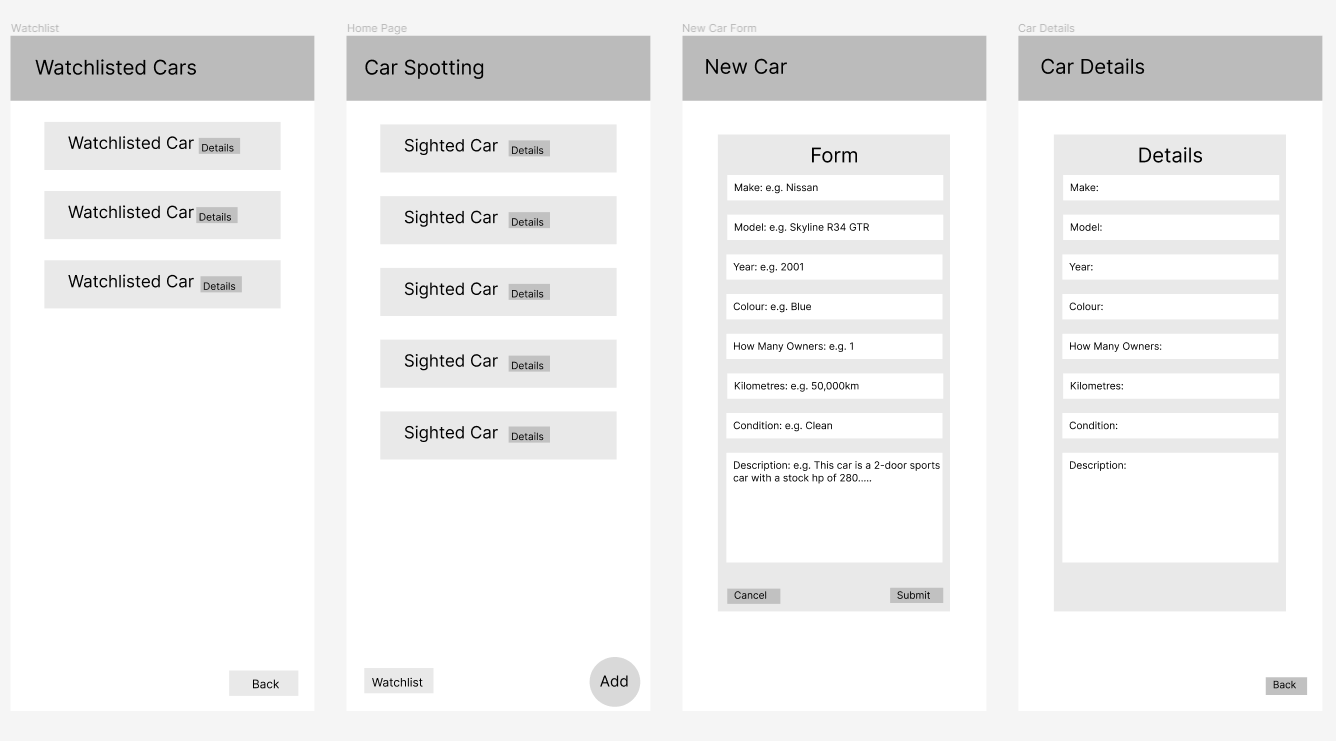 Watchlist
Watchlisted Cars
Watchlisted Car Details
Watchlisted Car Details
Watchlisted Car Details
Back
Home Page
Car Spotting
Sighted Car Details
Sighted Car Details
Sighted Car Details
Sighted Car Details
Sighted Car Details
Watchlist
Add
New Car Form
New Car
Form
Make: e.g. Nissan
Model: e.g. Skyline R34 GTR
Year: e.g. 2001
Colour: e.g. Blue
How Many Owners: e.g. 1
Kilometres: e.g. 50,000km
Condition: e.g. Clean
Description: e.g. This car is a 2-door sports
car with a stock hp of 280.....
Cancel
Submit
Car Details
Car Details
Details
Make:
Model:
Year:
Colour:
How Many Owners:
Kilometres:
Condition:
Description:
Back